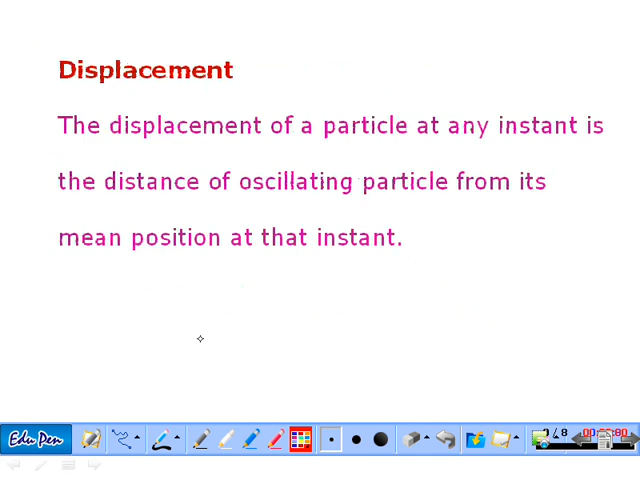 Displacement
The displacement of a particle at any instant is
the distance of oscillating particle from its
mean position at that instant.
Edu Pen
/ 8